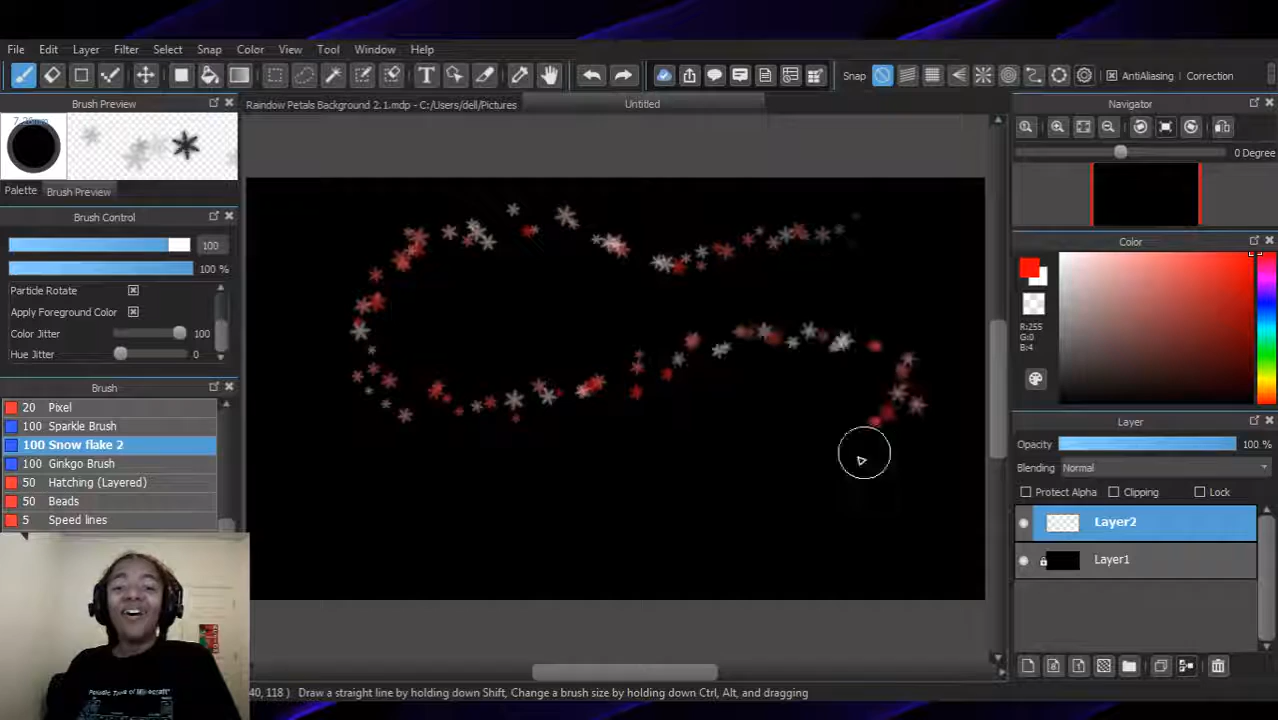 File Edit Layer Filter Select Snap Color View Tool Window Help
Snap AntiAliasing Correction
Brush Preview
Raindow Petals Background 2.1.mdp - C:/Users/dell/Pictures
Untitled
Navigator
0 Degree
Palette Brush Preview
Brush Control
100
100 %
Particle Rotate
Apply Foreground Color
Color Jitter 100
Hue Jitter 0
Color
R:255
G:0
B:4
Brush
20 Pixel
100 Sparkle Brush
100 Snow flake 2
100 Ginkgo Brush
50 Hatching (Layered)
50 Beads
5 Speed lines
Layer
Opacity 100 %
Blending Normal
Protect Alpha Clipping Lock
Layer2
Layer1
Periodic Table of Minecraft
40, 118 ) Draw a straight line by holding down Shift, Change a brush size by holding down Ctrl, Alt, and dragging